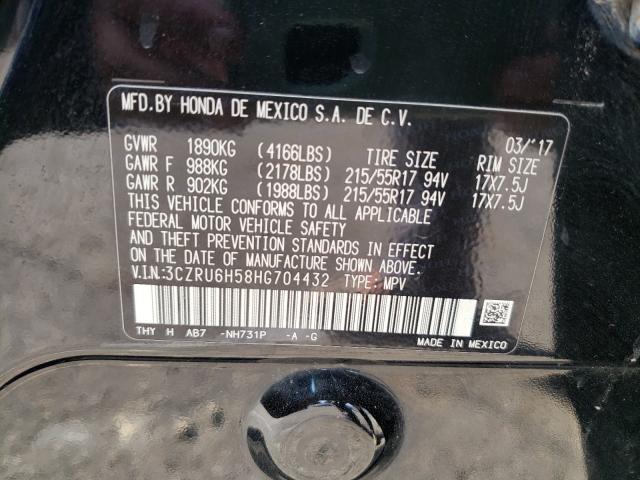 MFD.BY HONDA DE MEXICO S.A. DE C.V.
03/'17
GVWR 1890KG (4166LBS) TIRE SIZE RIM SIZE
GAWR F 988KG (2178LBS) 215/55R17 94V 17X7.5J
GAWR R 902KG (1988LBS) 215/55R17 94V 17X7.5J
THIS VEHICLE CONFORMS TO ALL APPLICABLE
FEDERAL MOTOR VEHICLE SAFETY
AND THEFT PREVENTION STANDARDS IN EFFECT
ON THE DATE OF MANUFACTURE SHOWN ABOVE.
V.I.N.:3CZRU6H58HG704432 TYPE: MPV
THY H AB7 -NH731P -A -G
MADE IN MEXICO